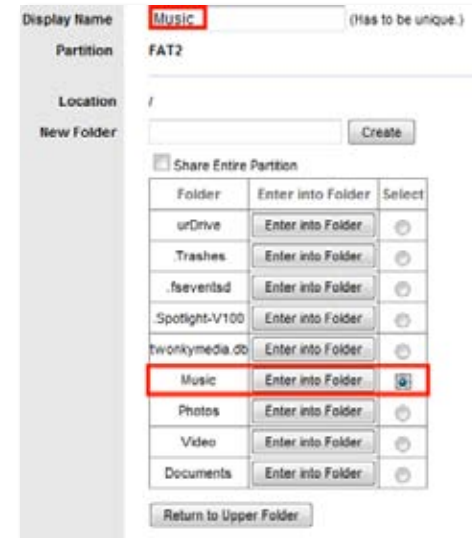 Display Name Music (Has to be unique.)
Partition FAT2
Location /
New Folder Create
Share Entire Partition
Folder Enter into Folder Select
urDrive Enter into Folder
.Trashes Enter into Folder
.fseventsd Enter into Folder
.Spotlight-V100 Enter into Folder
twonkymedia.db Enter into Folder
Music Enter into Folder
Photos Enter into Folder
Video Enter into Folder
Documents Enter into Folder
Return to Upper Folder